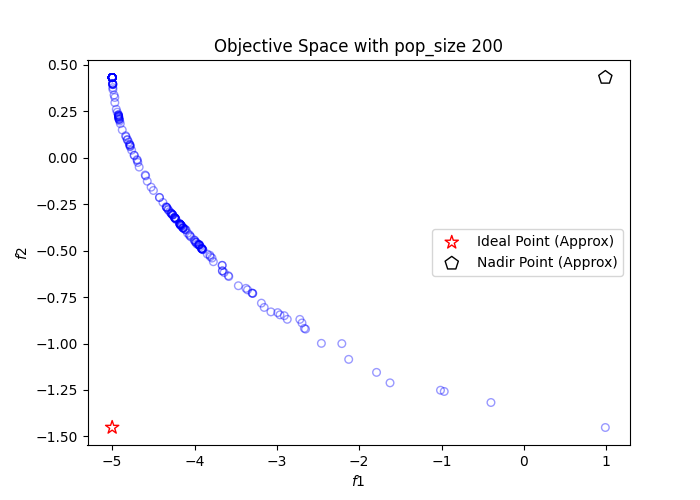 Objective Space with pop_size 200
0.50
0.25
0.00
−0.25
−0.50
−0.75
−1.00
−1.25
−1.50
f2
Ideal Point (Approx)
Nadir Point (Approx)
−5 −4 −3 −2 −1 0 1
f1